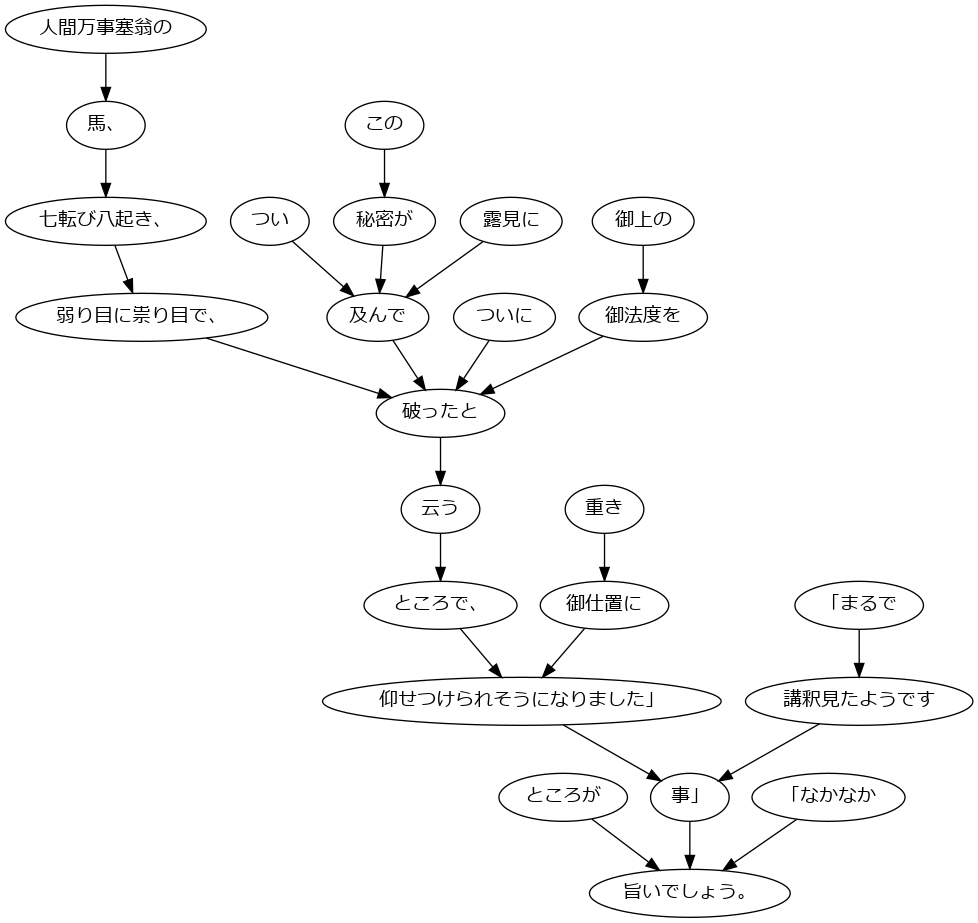 人間万事塞翁の
馬、
この
七転び八起き、
つい
秘密が
露見に
御上の
弱り目に祟り目で、
及んで
ついに
御法度を
破ったと
云う
重き
ところで、
御仕置に
「まるで
仰せつけられそうになりました」
講釈見たようです
ところが
事」
「なかなか
旨いでしょう。